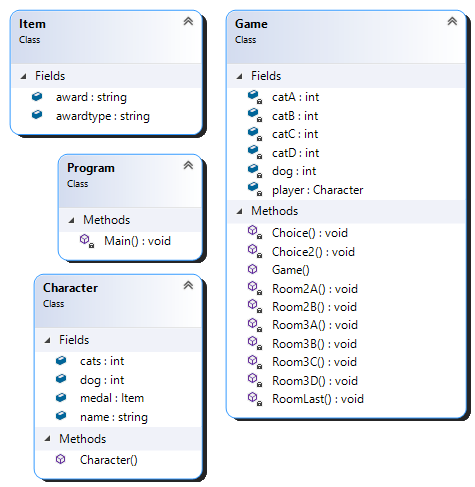 Item
Class
Fields
award : string
awardtype : string
Program
Class
Methods
Main() : void
Character
Class
Fields
cats : int
dog : int
medal : Item
name : string
Methods
Character()
Game
Class
Fields
catA : int
catB : int
catC : int
catD : int
dog : int
player : Character
Methods
Choice() : void
Choice2() : void
Game()
Room2A() : void
Room2B() : void
Room3A() : void
Room3B() : void
Room3C() : void
Room3D() : void
RoomLast() : void